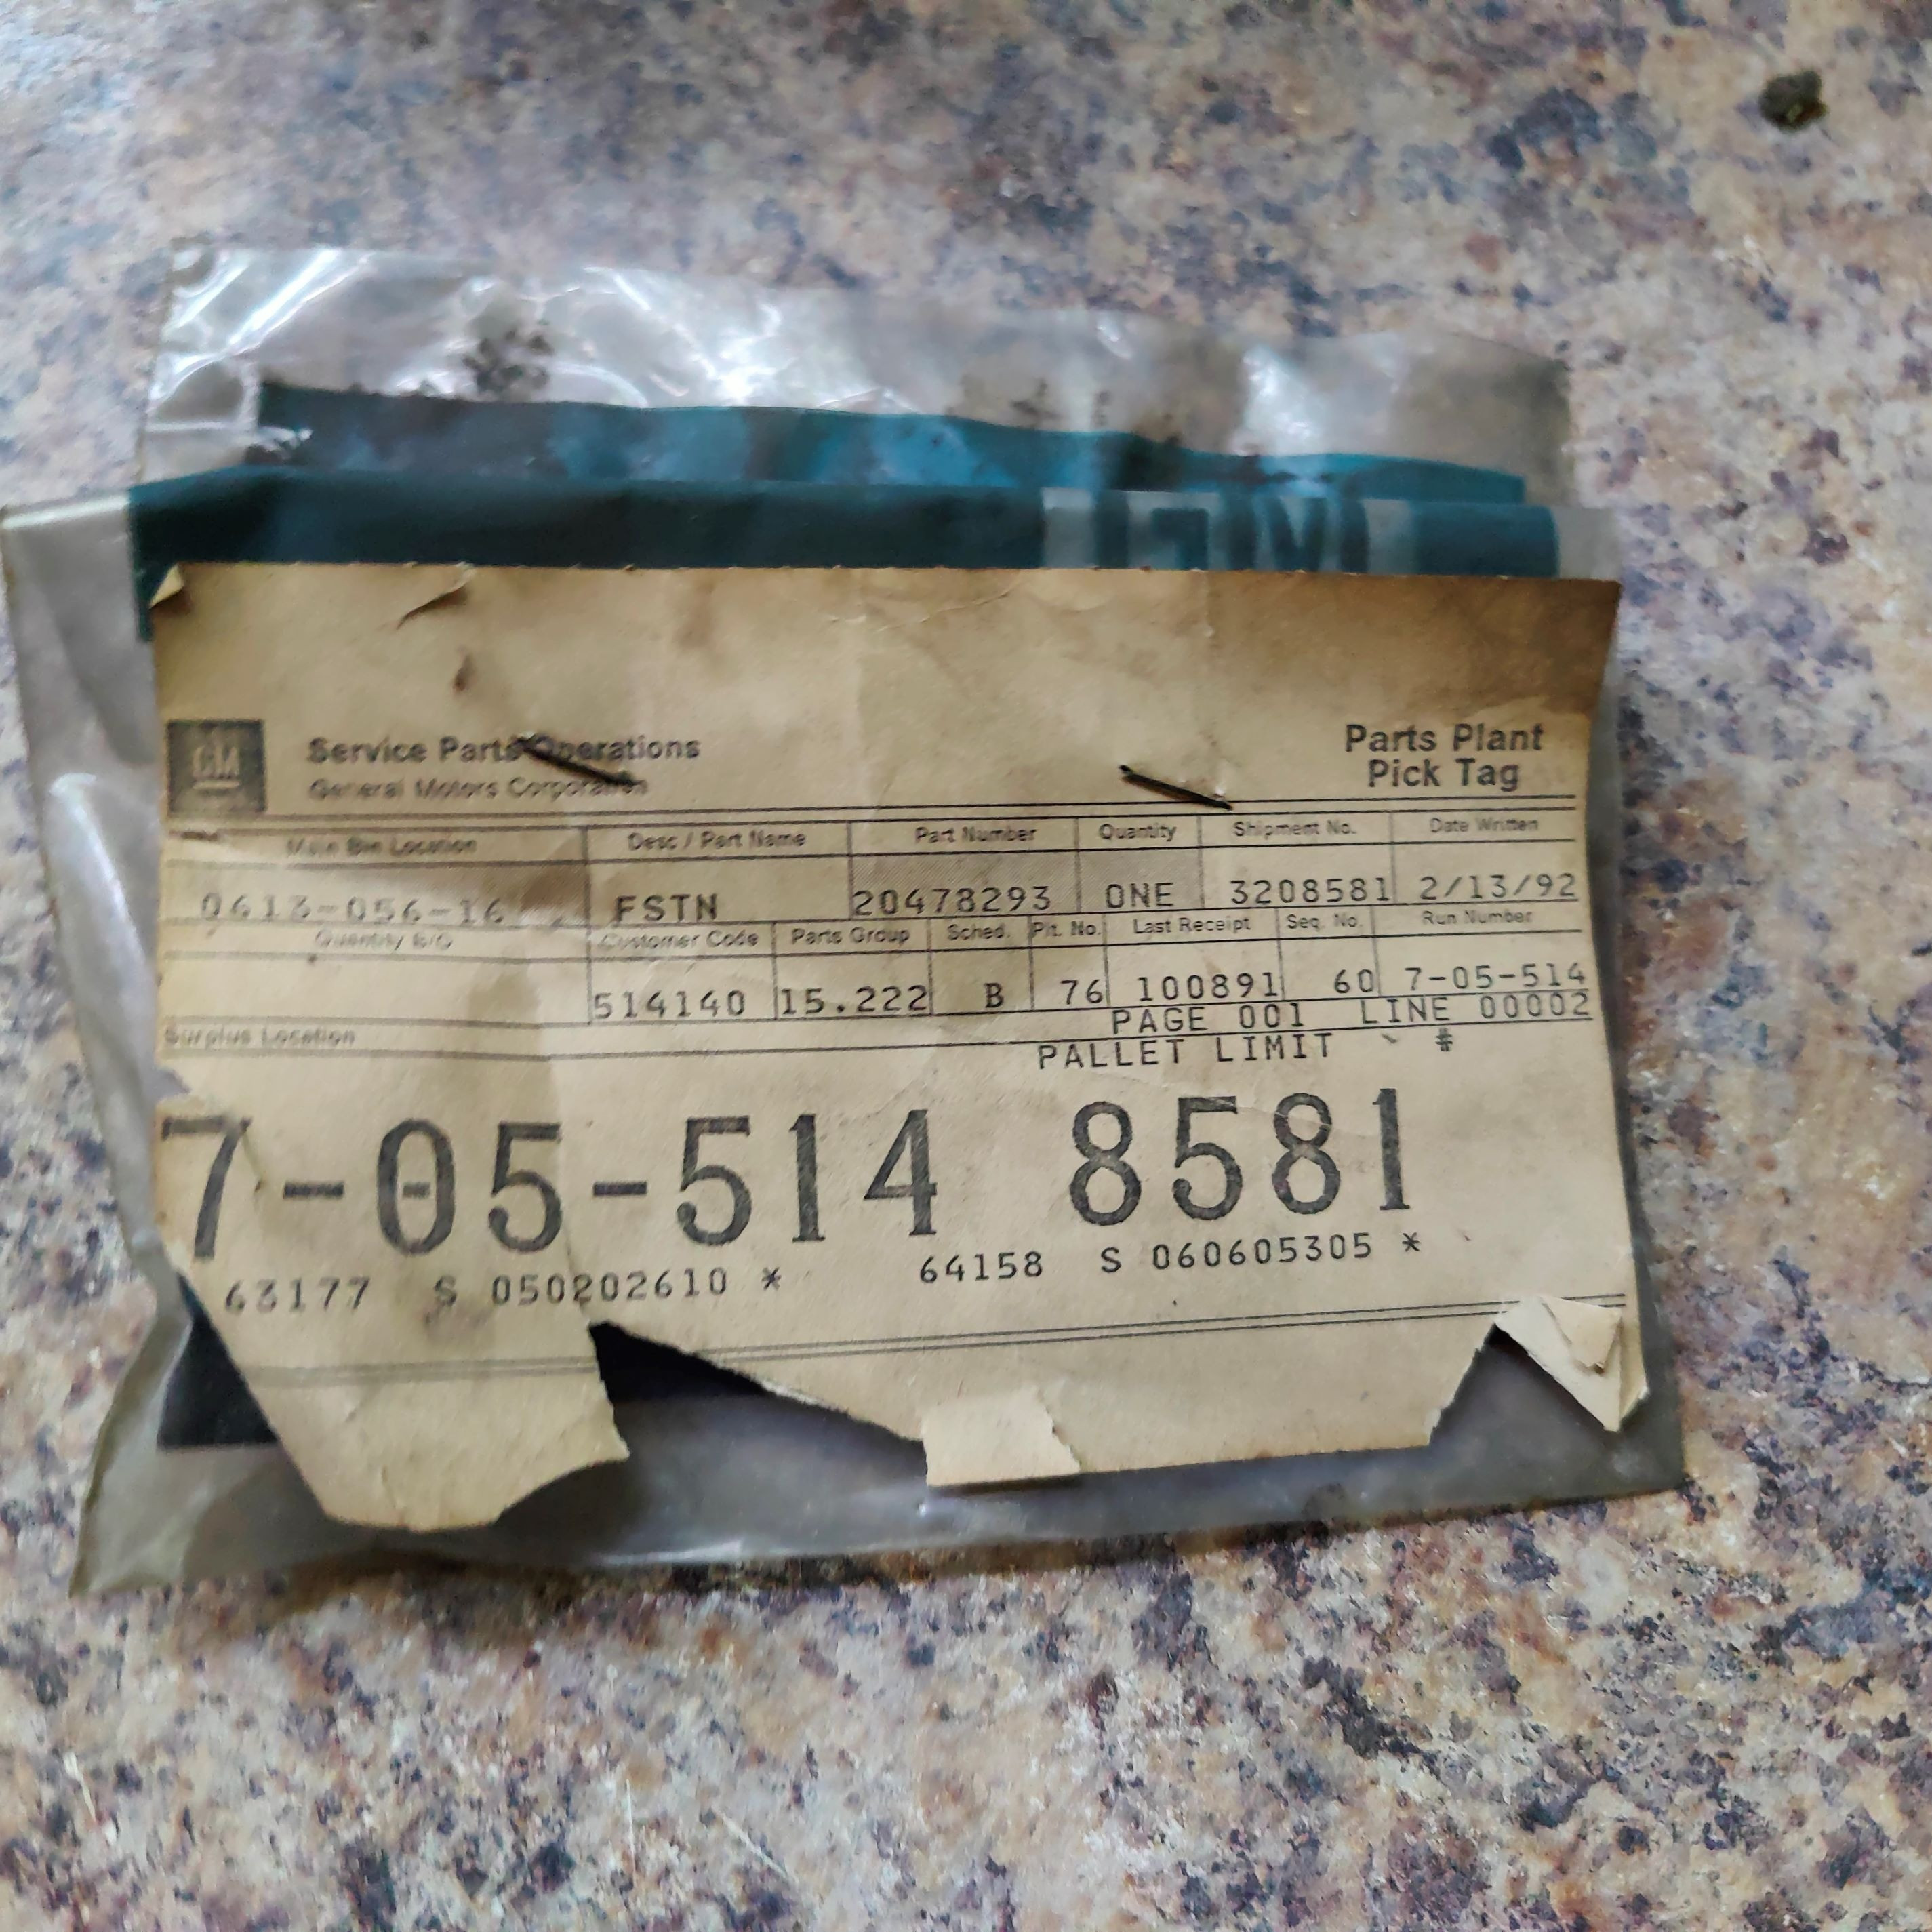 GM
Service Parts Operations
General Motors Corporation
Parts Plant
Pick Tag
Main Bin Location Desc / Part Name Part Number Quantity Shipment No. Date Written
0613-056-16 FSTN 20478293 ONE 3208581 2/13/92
Quantity B/O Customer Code Parts Group Sched. Plt. No. Last Receipt Seq. No. Run Number
514140 15.222 B 76 100891 60 7-05-514
PAGE 001 LINE 00002
Surplus Location
PALLET LIMIT #
7-05-514 8581
63177 S 050202610 * 64158 S 060605305 *